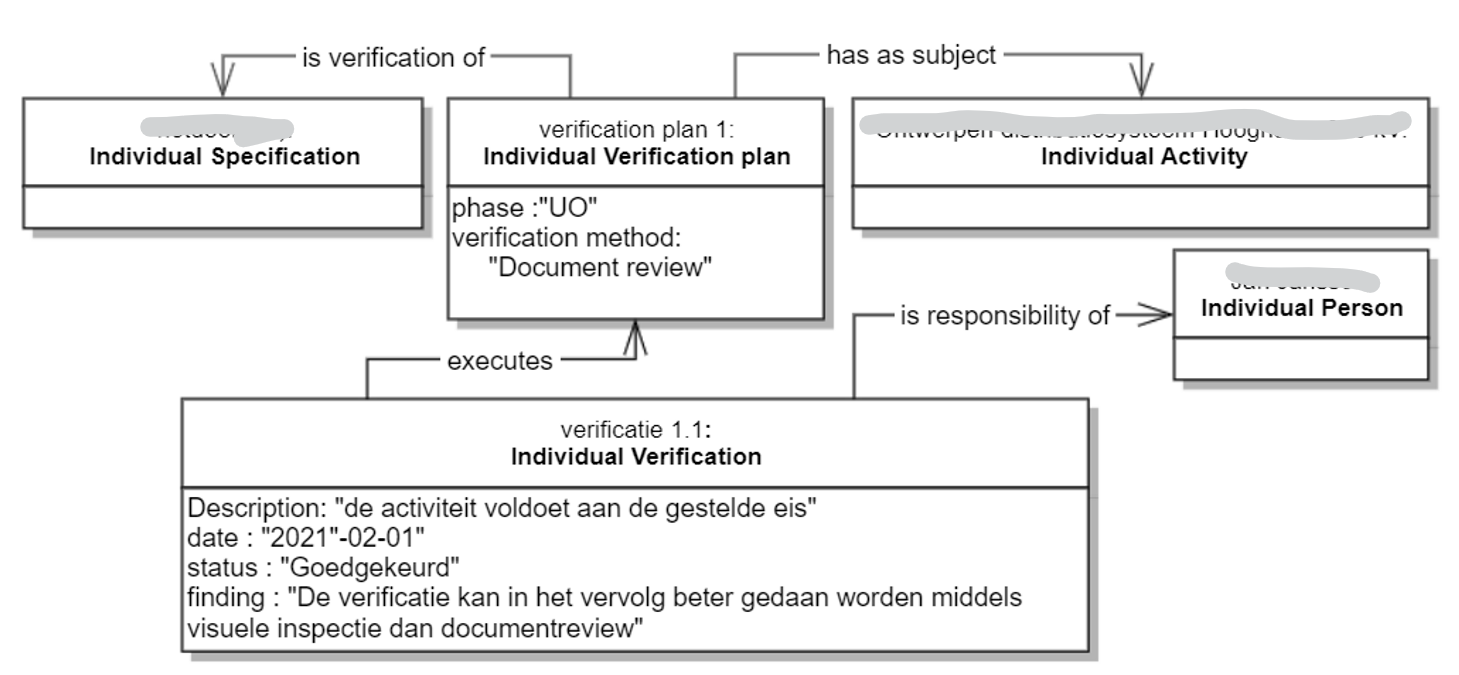 is verification of
has as subject
Individual Specification
verification plan 1:
Individual Verification plan
Individual Activity
phase :"UO"
verification method:
"Document review"
Individual Person
is responsibility of
executes
verificatie 1.1:
Individual Verification
Description: "de activiteit voldoet aan de gestelde eis"
date : "2021"-02-01"
status : "Goedgekeurd"
finding : "De verificatie kan in het vervolg beter gedaan worden middels
visuele inspectie dan documentreview"